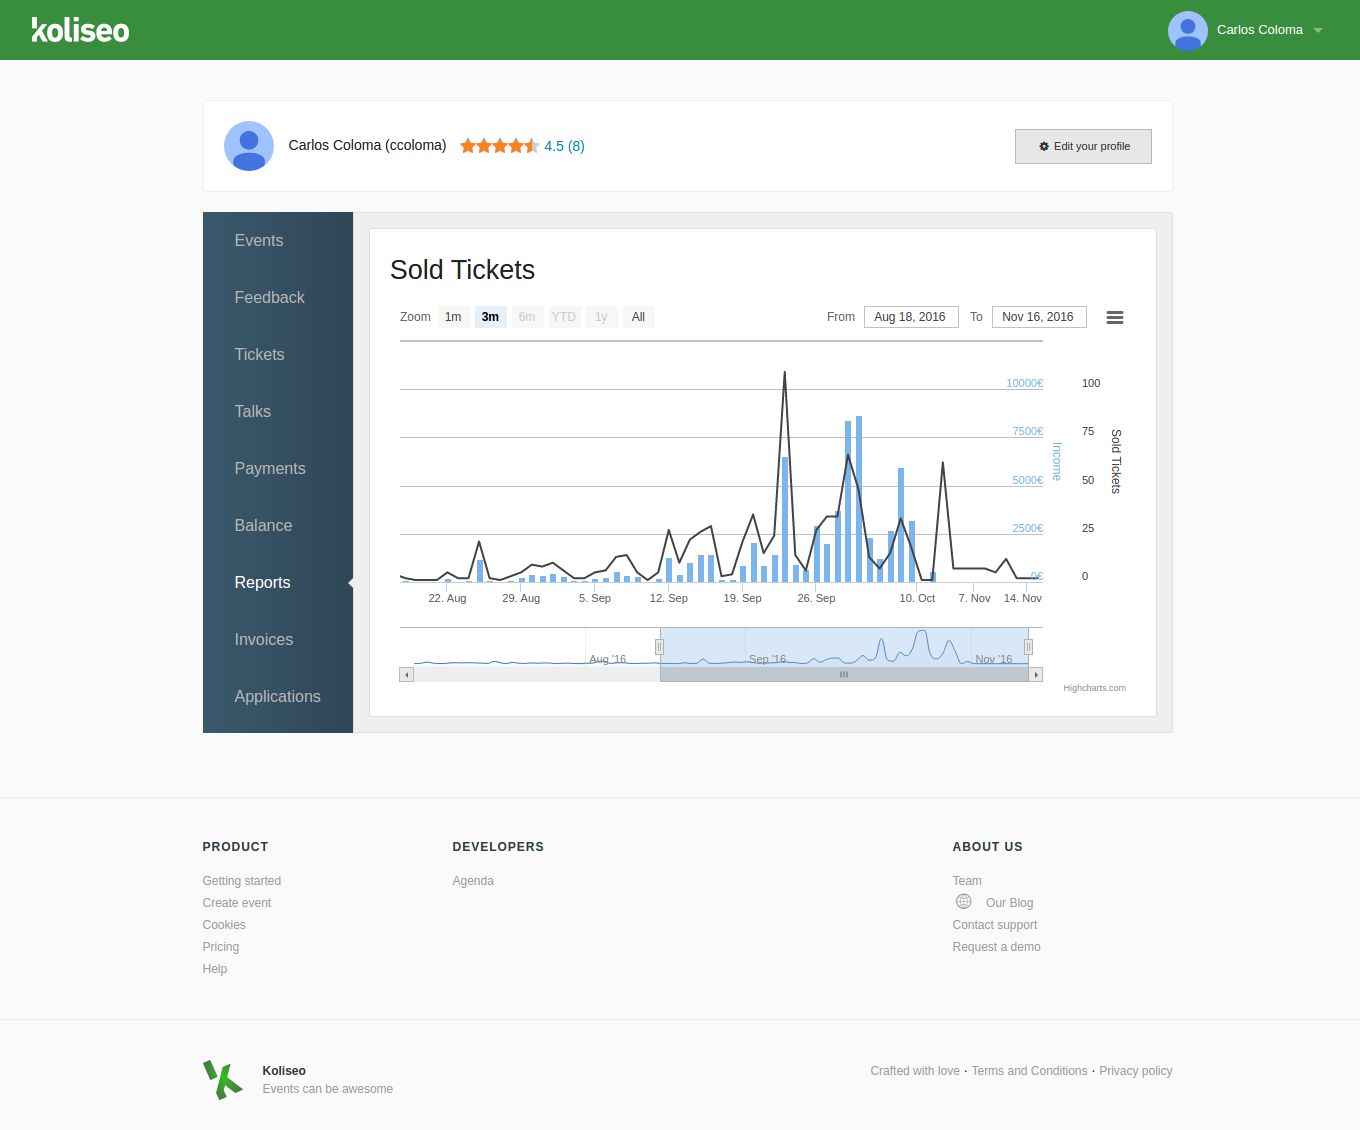 koliseo
Carlos Coloma
Carlos Coloma (ccoloma) 4.5 (8)
Edit your profile
Events
Feedback
Tickets
Talks
Payments
Balance
Reports
Invoices
Applications
Sold Tickets
Zoom 1m 3m 6m YTD 1y All From Aug 18, 2016 To Nov 16, 2016
10000€ 100
7500€ 75
5000€ 50
2500€ 25
0€ 0
Income
Sold Tickets
22. Aug 29. Aug 5. Sep 12. Sep 19. Sep 26. Sep 10. Oct 7. Nov 14. Nov
Aug '16 Sep '16 Nov '16
Highcharts.com
PRODUCT
Getting started
Create event
Cookies
Pricing
Help
DEVELOPERS
Agenda
ABOUT US
Team
Our Blog
Contact support
Request a demo
Koliseo
Events can be awesome
Crafted with love · Terms and Conditions · Privacy policy